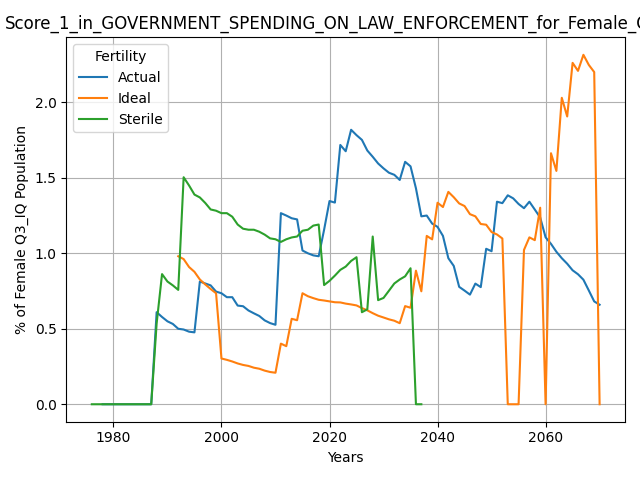 Score_1_in_GOVERNMENT_SPENDING_ON_LAW_ENFORCEMENT_for_Female_
Fertility
Actual
Ideal
Sterile
% of Female Q3_IQ Population
2.0
1.5
1.0
0.5
0.0
1980 2000 2020 2040 2060
Years